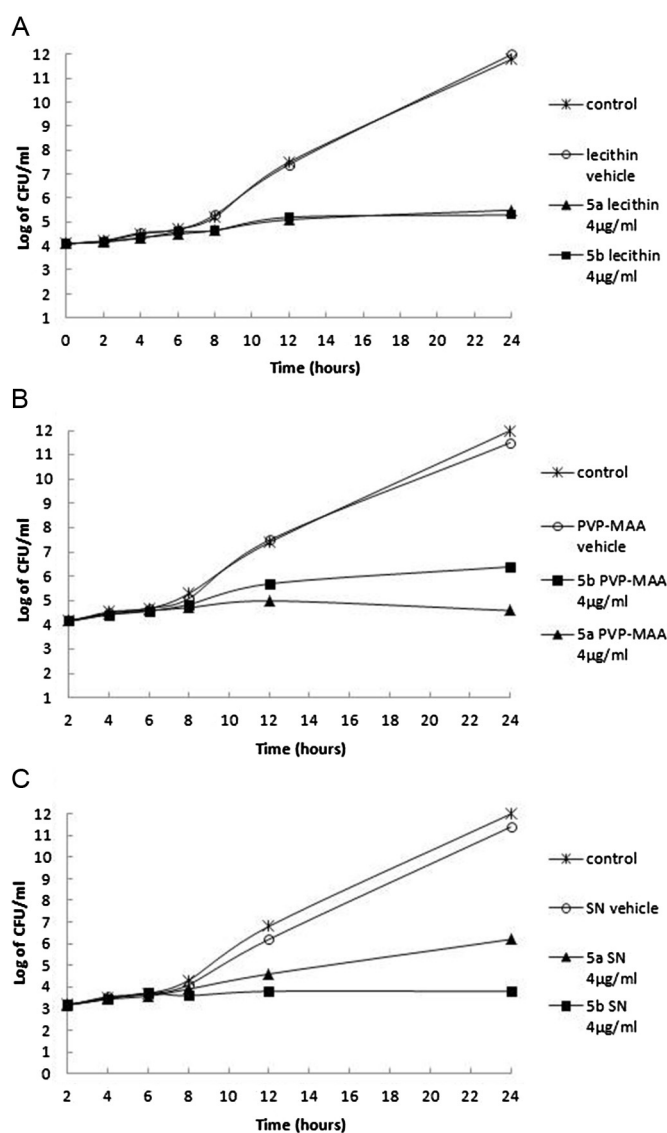 A
12
11
10
9
8
7
6
5
4
3
2
1
Log of CFU/ml
0 2 4 6 8 10 12 14 16 18 20 22 24
Time (hours)
control
lecithin
vehicle
5a lecithin
4µg/ml
5b lecithin
4µg/ml
B
12
11
10
9
8
7
6
5
4
3
2
1
Log of CFU/ml
2 4 6 8 10 12 14 16 18 20 22 24
Time (hours)
control
PVP-MAA
vehicle
5b PVP-MAA
4µg/ml
5a PVP-MAA
4µg/ml
C
12
11
10
9
8
7
6
5
4
3
2
1
0
Log of CFU/ml
2 4 6 8 10 12 14 16 18 20 22 24
Time (hours)
control
SN vehicle
5a SN
4µg/ml
5b SN
4µg/ml